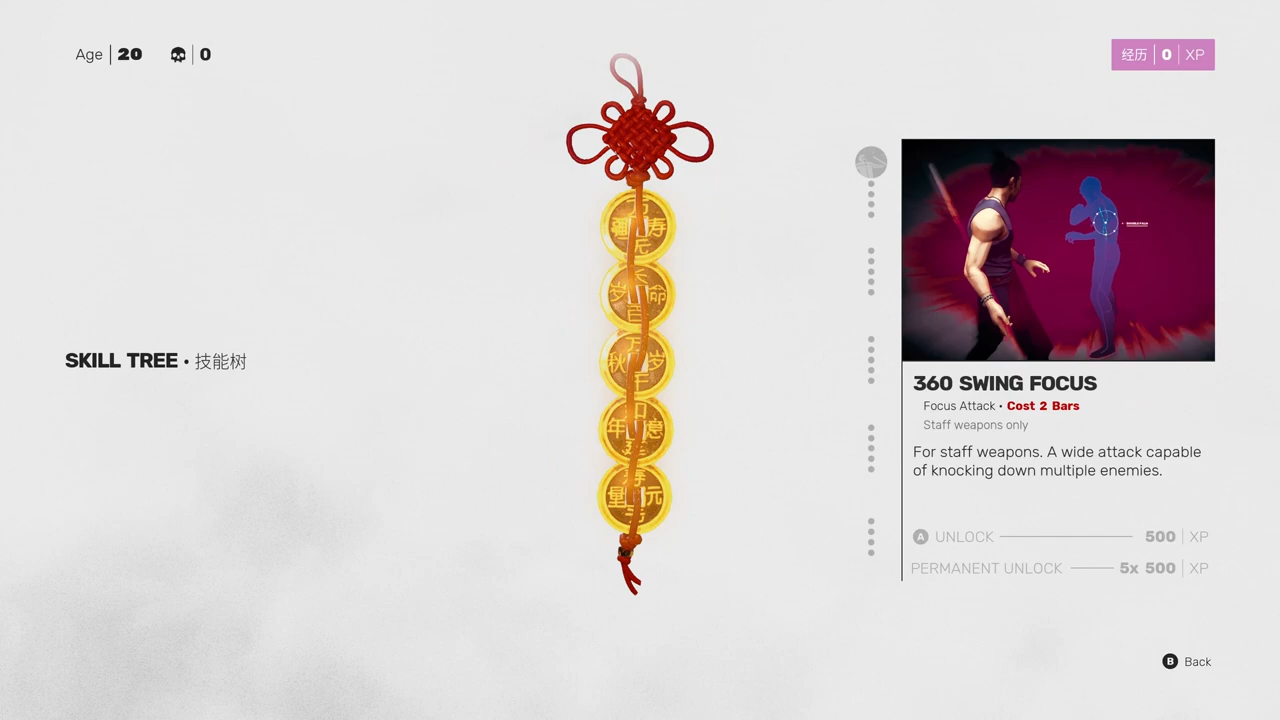 Age | 20 0
经历 | 0 | XP
SKILL TREE • 技能树
360 SWING FOCUS
Focus Attack • Cost 2 Bars
Staff weapons only
For staff weapons. A wide attack capable
of knocking down multiple enemies.
A UNLOCK 500 | XP
PERMANENT UNLOCK 5x 500 | XP
B Back